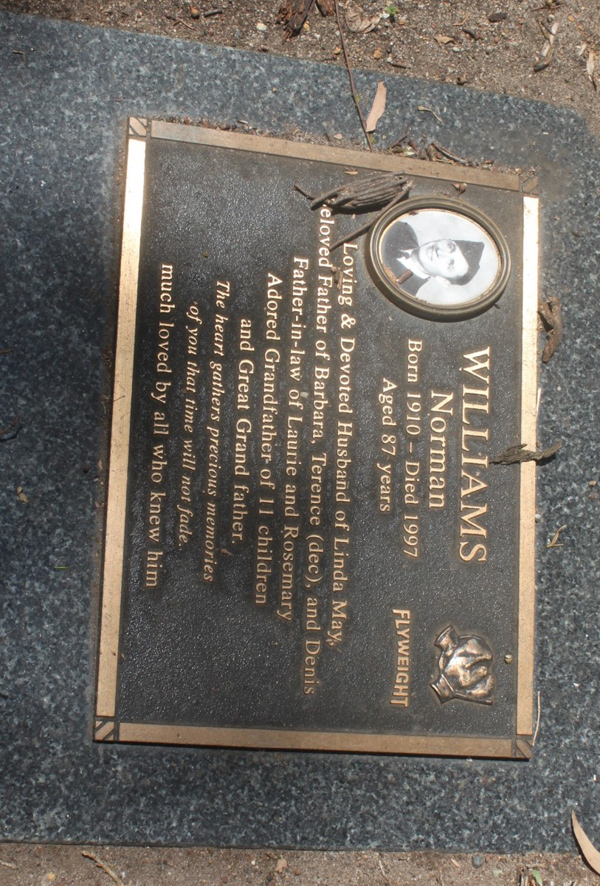 WILLIAMS
Norman
Born 1910 – Died 1997
Aged 87 years
FLYWEIGHT
Loving & Devoted Husband of Linda May,
eloved Father of Barbara, Terence (dec), and Denis
Father-in-law of Laurie and Rosemary
Adored Grandfather of 11 children
and Great Grand father.
The heart gathers precious memories
of you that time will not fade.
much loved by all who knew him